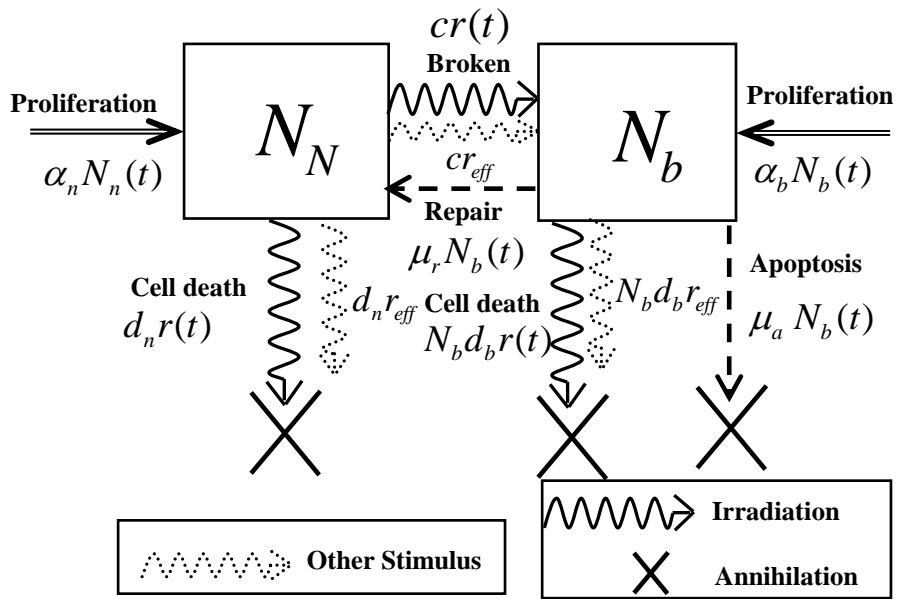 cr(t)
Broken
Proliferation
Proliferation
N_N
N_b
α_n N_n(t)
cr_eff
α_b N_b(t)
Repair
μ_r N_b(t)
Cell death
d_n r(t)
d_n r_eff
Cell death
N_b d_b r(t)
N_b d_b r_eff
Apoptosis
μ_a N_b(t)
Irradiation
Other Stimulus
Annihilation